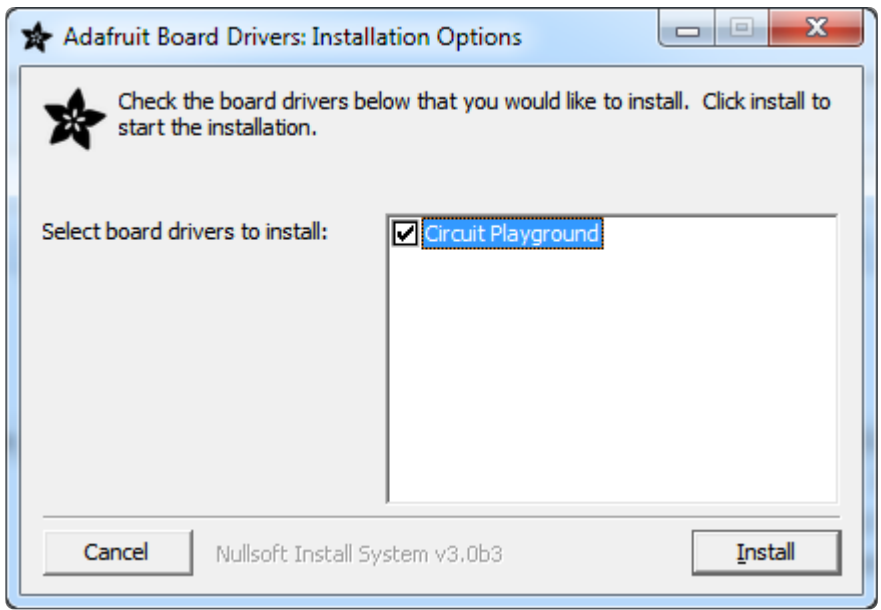 Adafruit Board Drivers: Installation Options
Check the board drivers below that you would like to install. Click install to
start the installation.
Select board drivers to install:
Circuit Playground
Cancel
Nullsoft Install System v3.0b3
Install